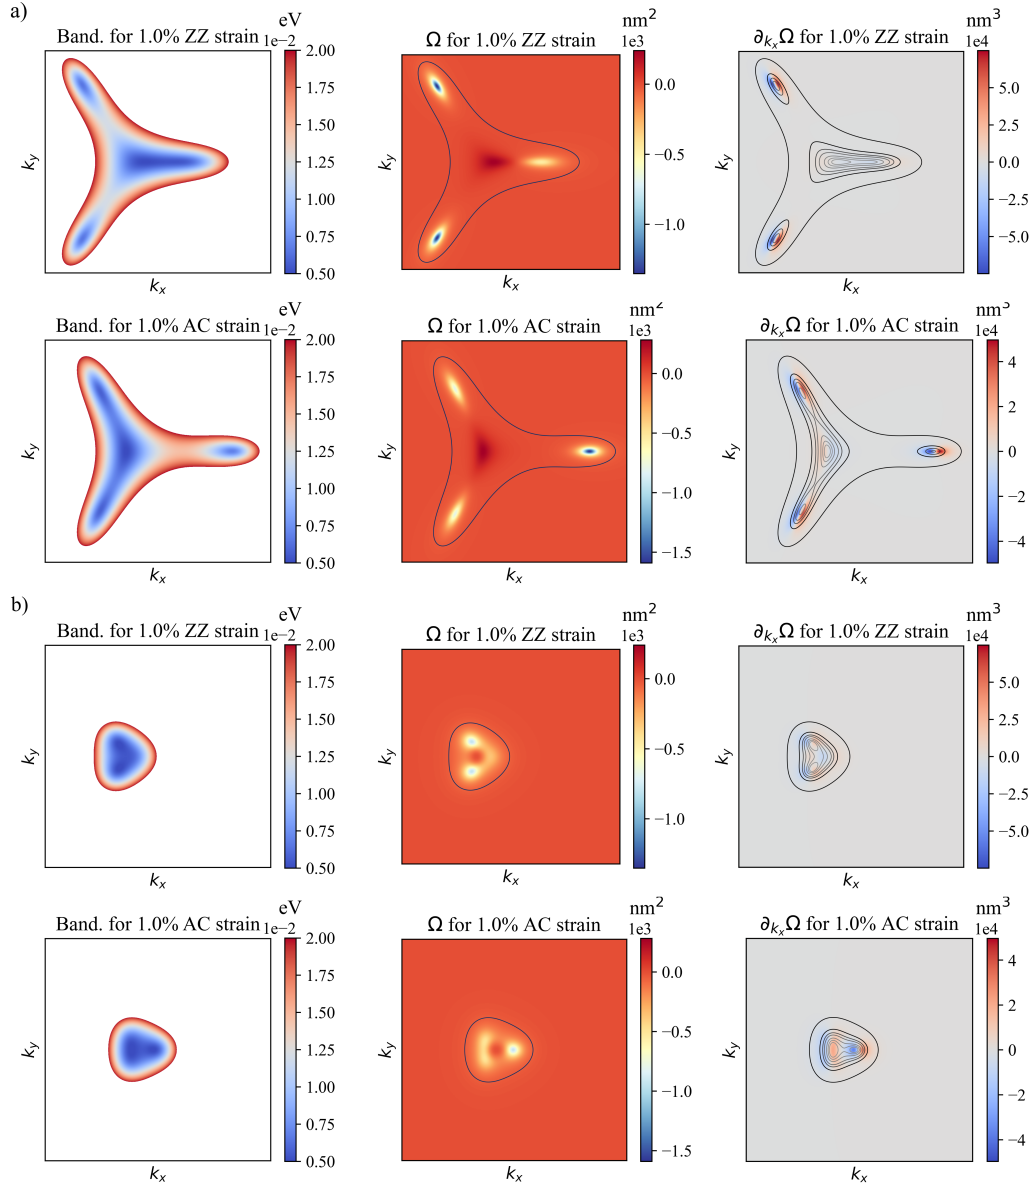 a)
Band. for 1.0% ZZ strain
eV
1e−2
k_y
k_x
2.00
1.75
1.50
1.25
1.00
0.75
0.50
Ω for 1.0% ZZ strain
nm²
1e3
k_y
k_x
0.0
−0.5
−1.0
∂_{k_x}Ω for 1.0% ZZ strain
nm³
1e4
k_y
k_x
5.0
2.5
0.0
−2.5
−5.0
Band. for 1.0% AC strain
eV
1e−2
k_y
k_x
2.00
1.75
1.50
1.25
1.00
0.75
0.50
Ω for 1.0% AC strain
nm²
1e3
k_y
k_x
0.0
−0.5
−1.0
−1.5
∂_{k_x}Ω for 1.0% AC strain
nm³
1e4
k_y
k_x
4
2
0
−2
−4
b)
Band. for 1.0% ZZ strain
eV
1e−2
k_y
k_x
2.00
1.75
1.50
1.25
1.00
0.75
0.50
Ω for 1.0% ZZ strain
nm²
1e3
k_y
k_x
0.0
−0.5
−1.0
∂_{k_x}Ω for 1.0% ZZ strain
nm³
1e4
k_y
k_x
5.0
2.5
0.0
−2.5
−5.0
Band. for 1.0% AC strain
eV
1e−2
k_y
k_x
2.00
1.75
1.50
1.25
1.00
0.75
0.50
Ω for 1.0% AC strain
nm²
1e3
k_y
k_x
0.0
−0.5
−1.0
−1.5
∂_{k_x}Ω for 1.0% AC strain
nm³
1e4
k_y
k_x
4
2
0
−2
−4